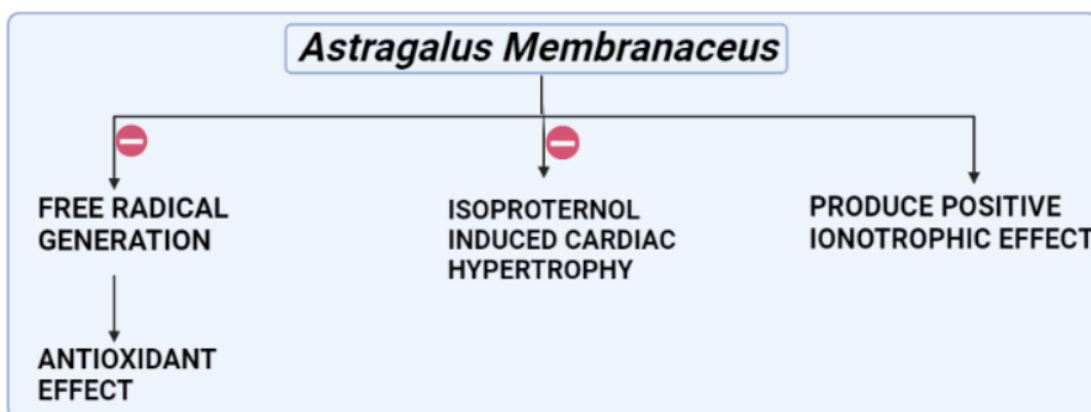 Astragalus Membranaceus
FREE RADICAL
GENERATION
ISOPROTERNOL
INDUCED CARDIAC
HYPERTROPHY
PRODUCE POSITIVE
IONOTROPHIC EFFECT
ANTIOXIDANT
EFFECT